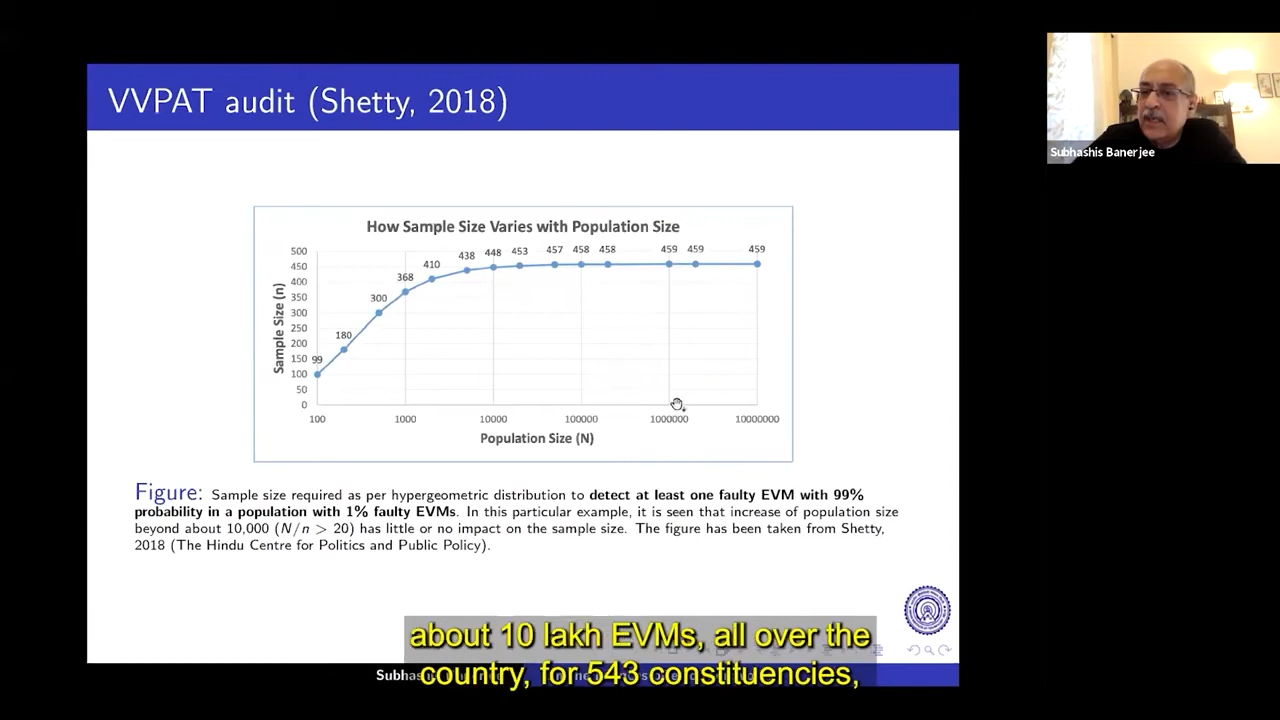 VVPAT audit (Shetty, 2018)
Subhashis Banerjee
How Sample Size Varies with Population Size
Sample Size (n)
500
450
400
350
300
250
200
150
100
50
0
99
180
300
368
410
438
448
453
457
458
458
459
459
459
100
1000
10000
100000
1000000
10000000
Population Size (N)
Figure: Sample size required as per hypergeometric distribution to detect at least one faulty EVM with 99%
probability in a population with 1% faulty EVMs. In this particular example, it is seen that increase of population size
beyond about 10,000 (N/n > 20) has little or no impact on the sample size. The figure has been taken from Shetty,
2018 (The Hindu Centre for Politics and Public Policy).
about 10 lakh EVMs, all over the
country, for 543 constituencies,